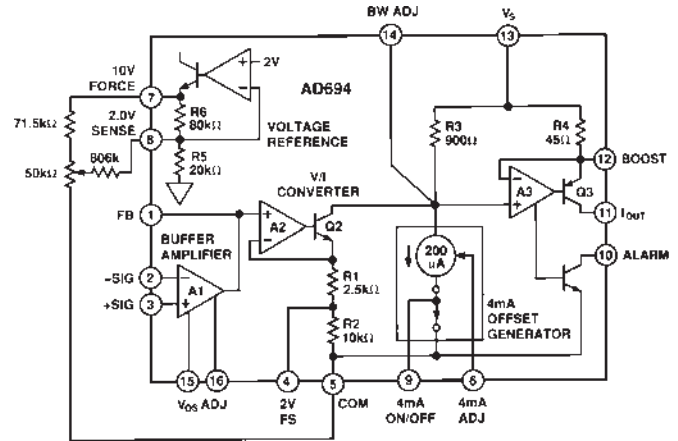 BW ADJ
Vs
14
13
10V
FORCE
7
2V
AD694
71.5kΩ
2.0V
SENSE
8
R6
80kΩ
VOLTAGE
REFERENCE
R3
900Ω
R4
45Ω
806k
50kΩ
R5
20kΩ
12
BOOST
V/I
CONVERTER
A3
Q3
FB
1
A2
Q2
11
IOUT
BUFFER
AMPLIFIER
200
µA
10
ALARM
–SIG
2
A1
R1
2.5kΩ
+SIG
3
4mA
OFFSET
GENERATOR
R2
10kΩ
15
16
4
5
9
6
VOS ADJ
2V
FS
COM
4mA
ON/OFF
4mA
ADJ